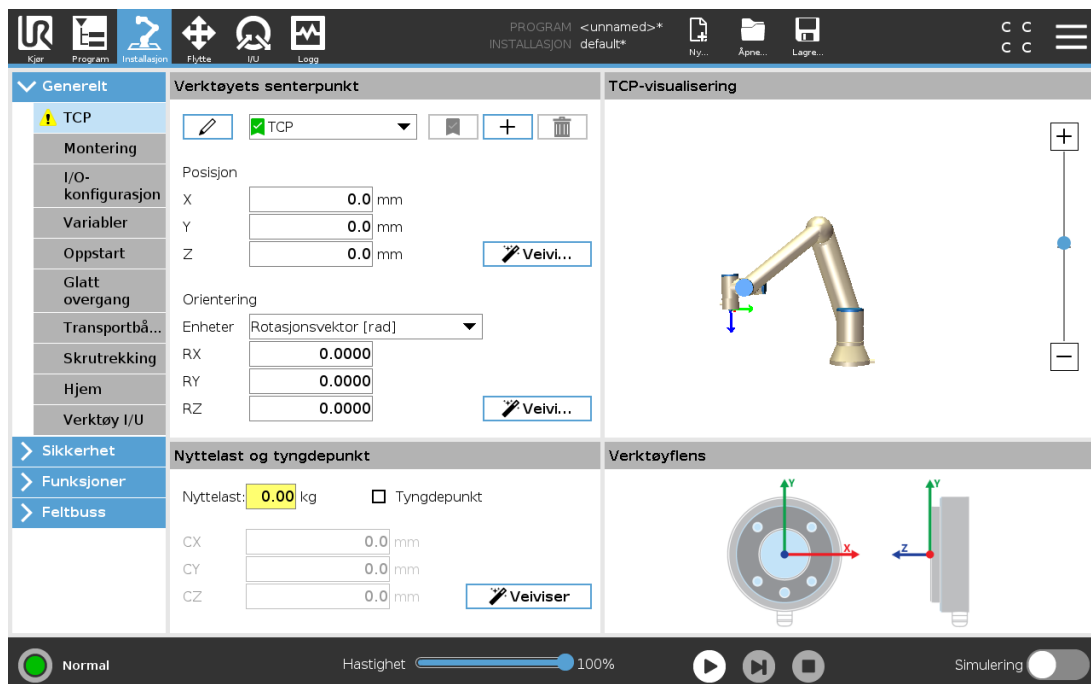 PROGRAM <unnamed>*
INSTALLASJON default*
C C
C C
Kjør Program Installasjon Flytte I/U Logg Ny... Åpne... Lagre...
Generelt
TCP
Montering
I/O-
konfigurasjon
Variabler
Oppstart
Glatt
overgang
Transportbå...
Skrutrekking
Hjem
Verktøy I/U
Sikkerhet
Funksjoner
Feltbuss
Verktøyets senterpunkt
TCP
Posisjon
X 0.0 mm
Y 0.0 mm
Z 0.0 mm Veivi...
Orientering
Enheter Rotasjonsvektor [rad]
RX 0.0000
RY 0.0000
RZ 0.0000 Veivi...
Nyttelast og tyngdepunkt
Nyttelast: 0.00 kg Tyngdepunkt
CX 0.0 mm
CY 0.0 mm
CZ 0.0 mm Veiviser
TCP-visualisering
Verktøyflens
Y Y
X Z
Normal Hastighet 100% Simulering